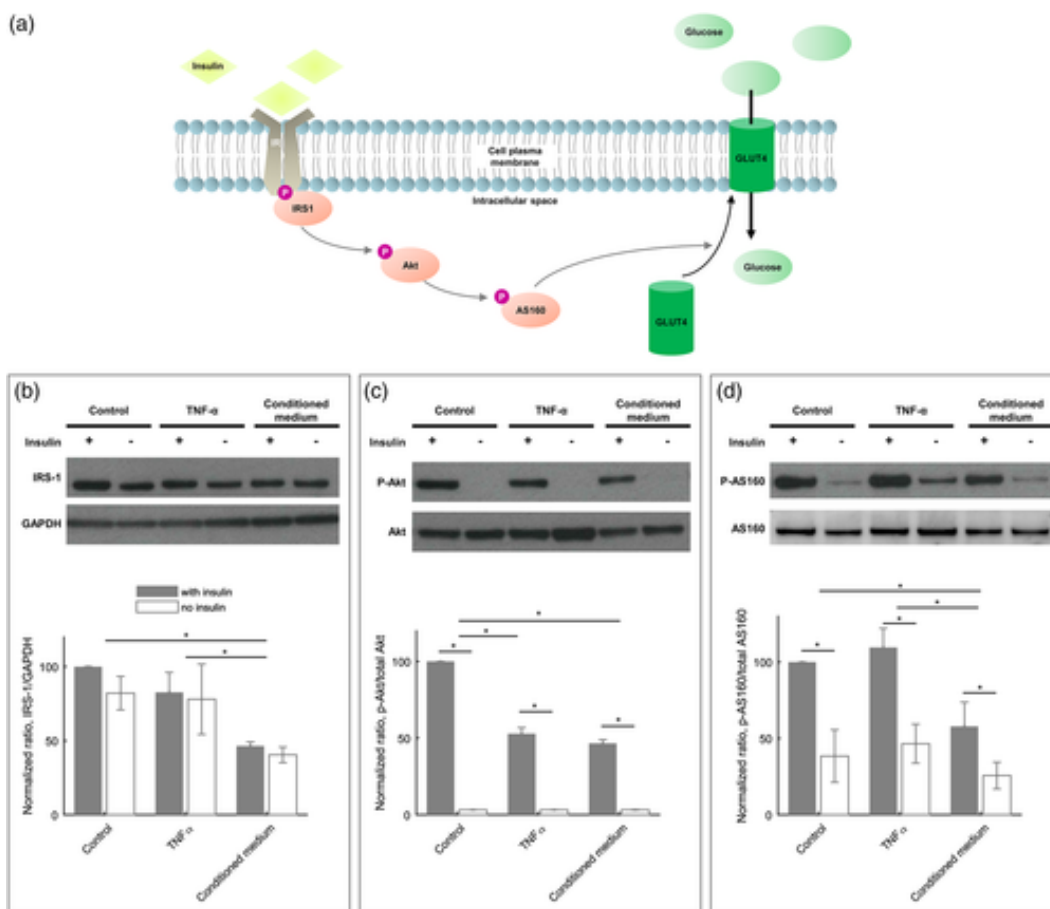 (a)
Glucose
Insulin
IR
Cell plasma
membrane
GLUT4
P
IRS1
Intracellular space
P
Akt
Glucose
P
AS160
GLUT4
(b)
Control TNF-α Conditioned
medium
Insulin + - + - + -
IRS-1
GAPDH
with insulin
no insulin
Normalized ratio, IRS-1/GAPDH
100
50
0
* *
Control
TNFα
Conditioned medium
(c)
Control TNF-α Conditioned
medium
Insulin + - + - + -
P-Akt
Akt
Normalized ratio, p-Akt/total Akt
100
50
0
* * * * *
Control
TNFα
Conditioned medium
(d)
Control TNF-α Conditioned
medium
Insulin + - + - + -
P-AS160
AS160
Normalized ratio, p-AS160/total AS160
100
50
0
* * * * *
Control
TNFα
Conditioned medium